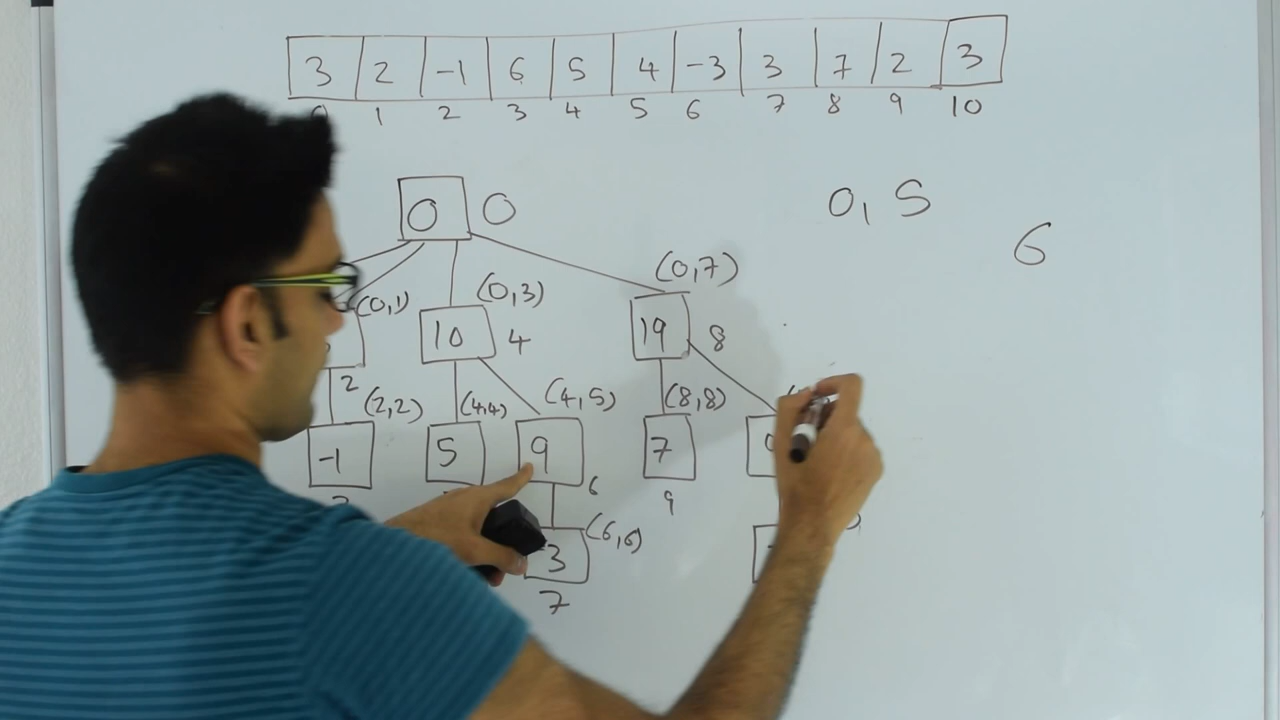 3 2 -1 6 5 4 -3 3 7 2 3
0 1 2 3 4 5 6 7 8 9 10
0 0
0, 5
6
(0,1) (0,3) (0,7)
10 4 19 8
2
(2,2) (4,4) (4,5) (8,8)
-1 5 9 7
6 9
(6,6)
3
7